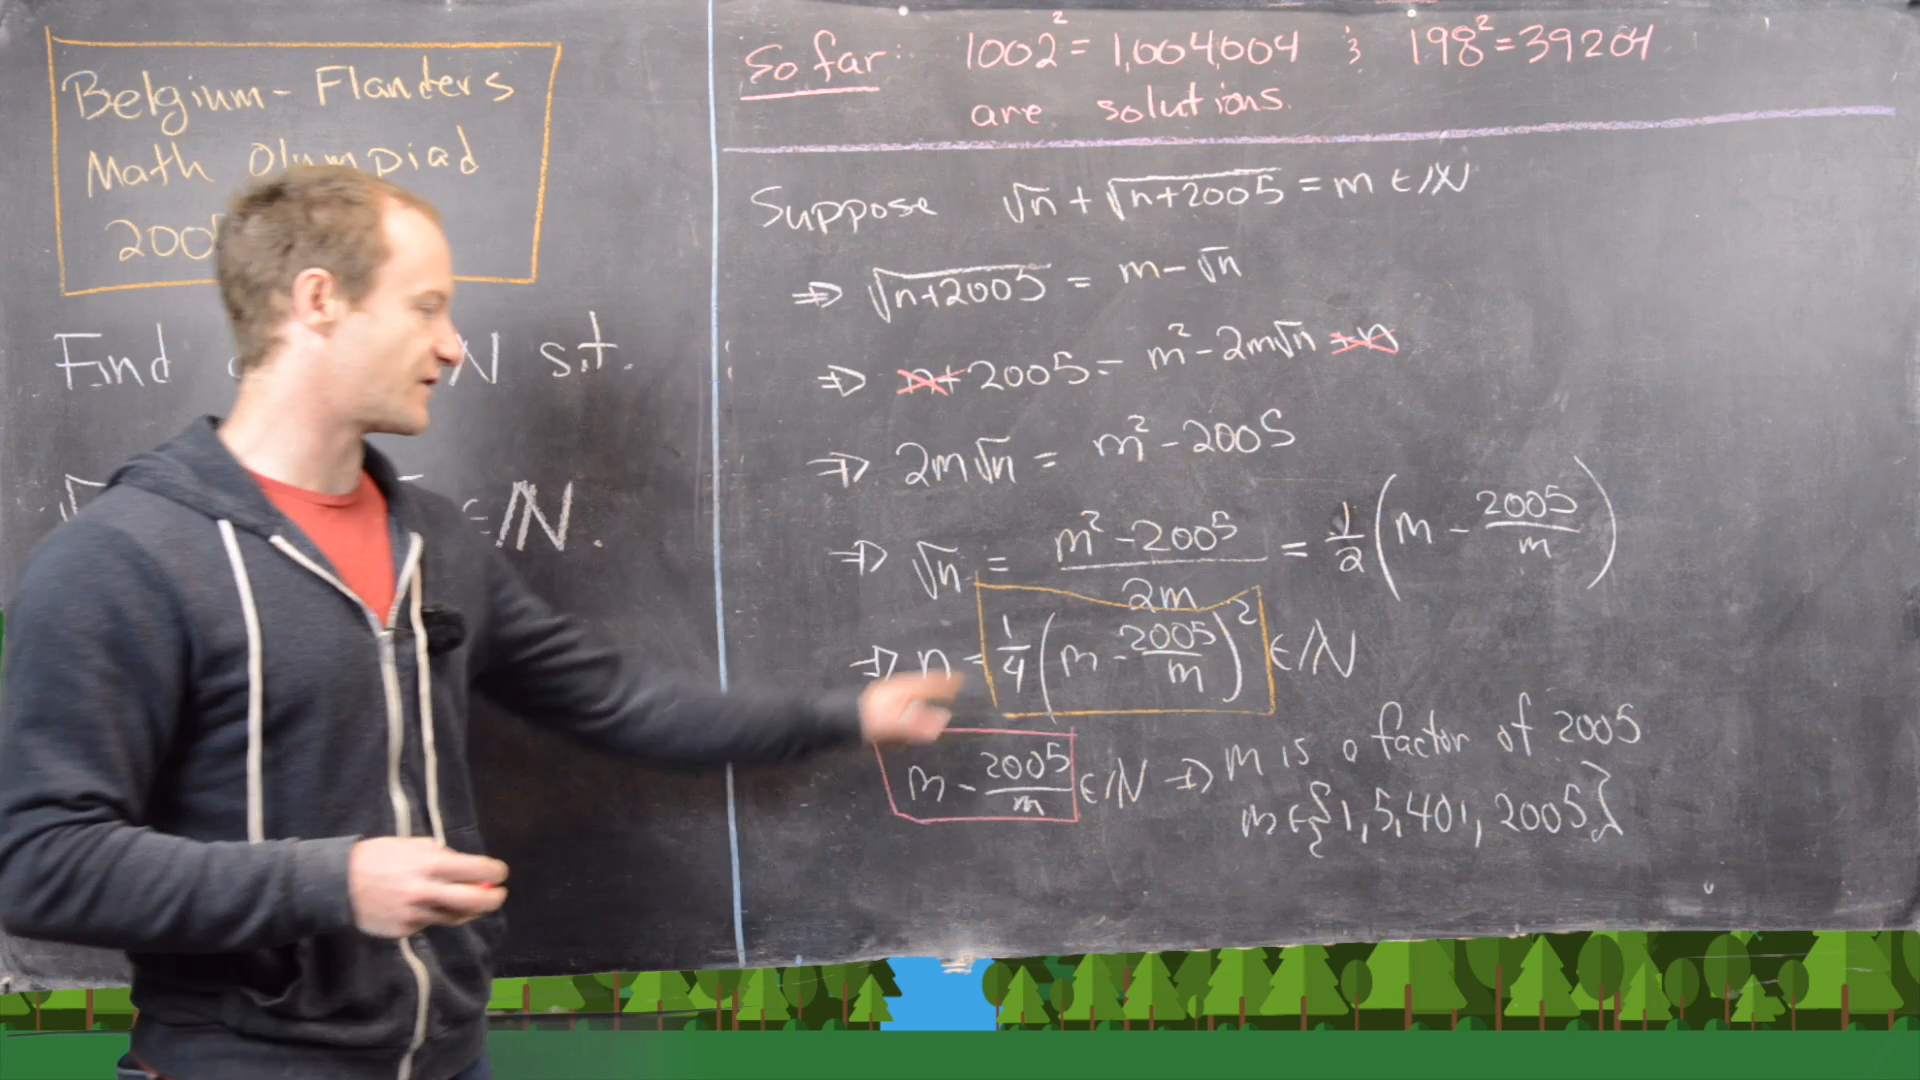 Belgium - Flanders
Math Olympiad
200
Find N s.t.
∈ ℕ.
So far: 1002² = 1,004,004 & 198² = 39204
are solutions.
Suppose √n + √(n+2005) = m ∈ ℕ
⇒ √(n+2005) = m - √n
⇒ n + 2005 = m² - 2m√n + n
⇒ 2m√n = m² - 2005
⇒ √n = (m² - 2005)/(2m) = 1/2 (m - 2005/m)
⇒ n = 1/4 (m - 2005/m)² ∈ ℕ
m - 2005/m ∈ ℕ ⇒ m is a factor of 2005
m ∈ {1, 5, 401, 2005}